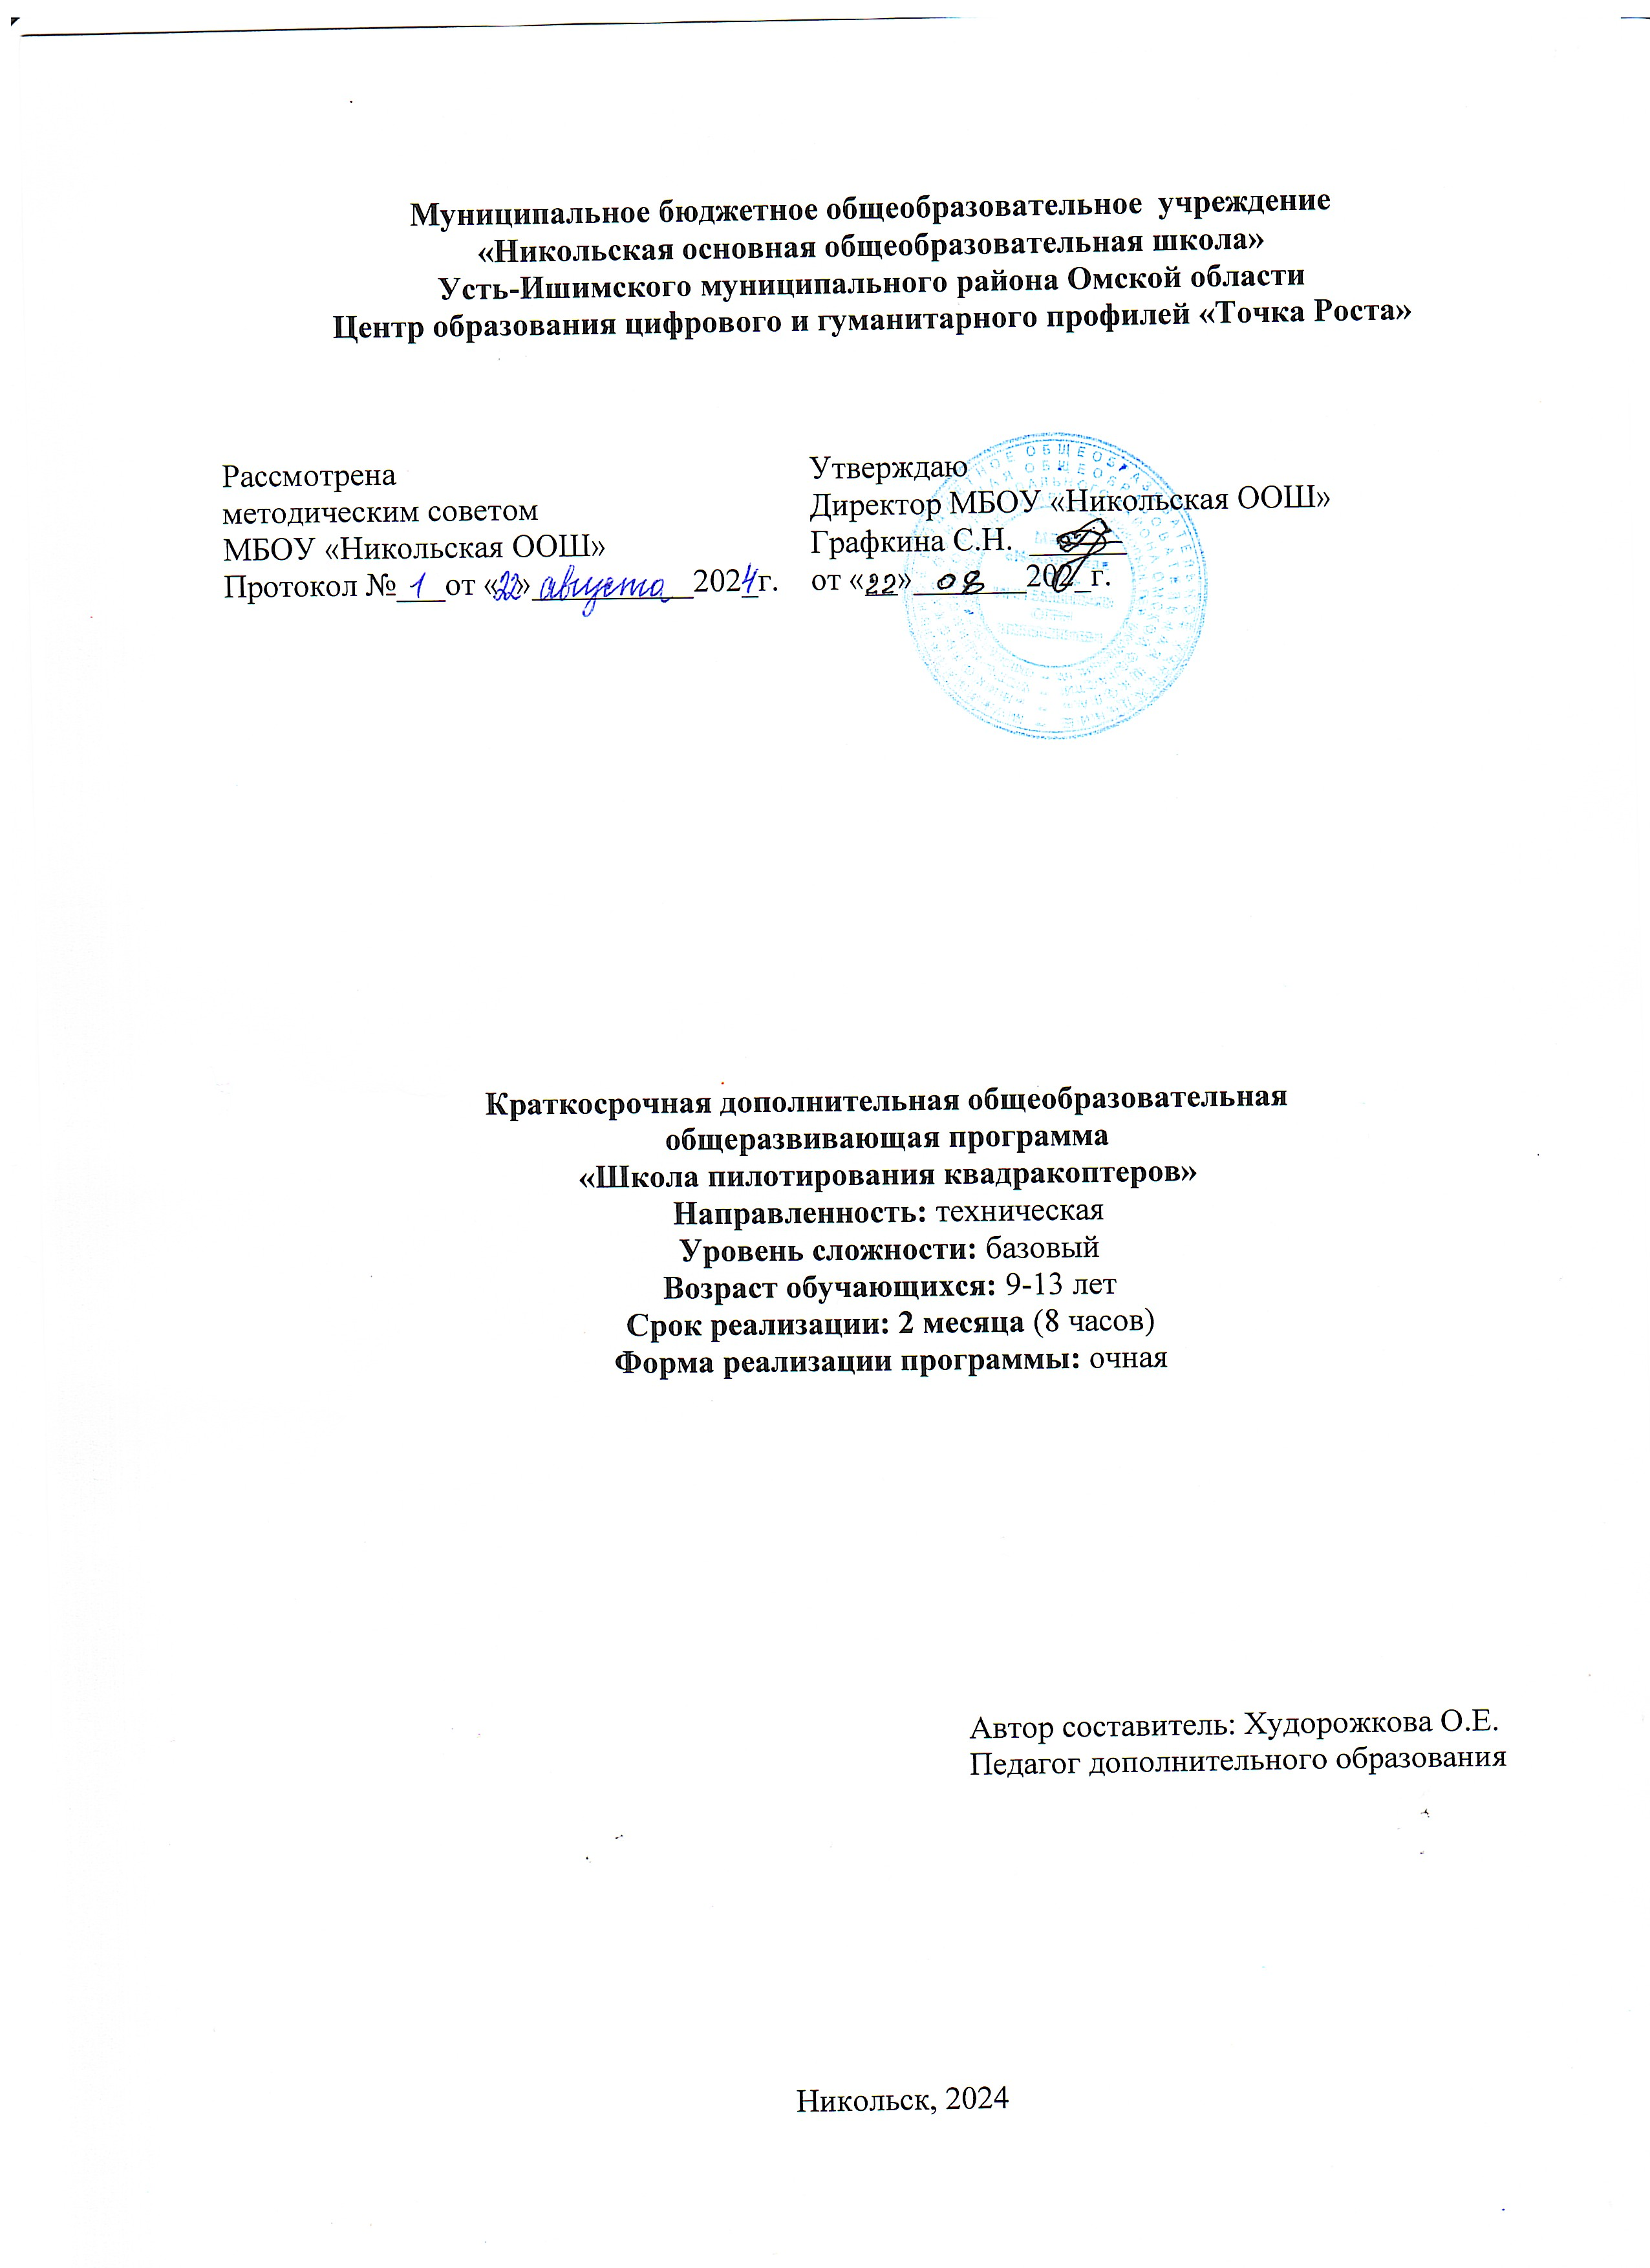 Муниципальное бюджетное общеобразовательное учреждение
«Никольская основная общеобразовательная школа»
Усть-Ишимского муниципального района Омской области
Центр образования цифрового и гуманитарного профилей «Точка Роста»
Рассмотрена
методическим советом
МБОУ «Никольская ООШ»
Протокол №_1_от «22» августа 2024г.
Утверждаю
Директор МБОУ «Никольская ООШ»
Графкина С.Н.
от «22» 08 202 г.
Краткосрочная дополнительная общеобразовательная
общеразвивающая программа
«Школа пилотирования квадракоптеров»
Направленность: техническая
Уровень сложности: базовый
Возраст обучающихся: 9-13 лет
Срок реализации: 2 месяца (8 часов)
Форма реализации программы: очная
Автор составитель: Худорожкова О.Е.
Педагог дополнительного образования
Никольск, 2024